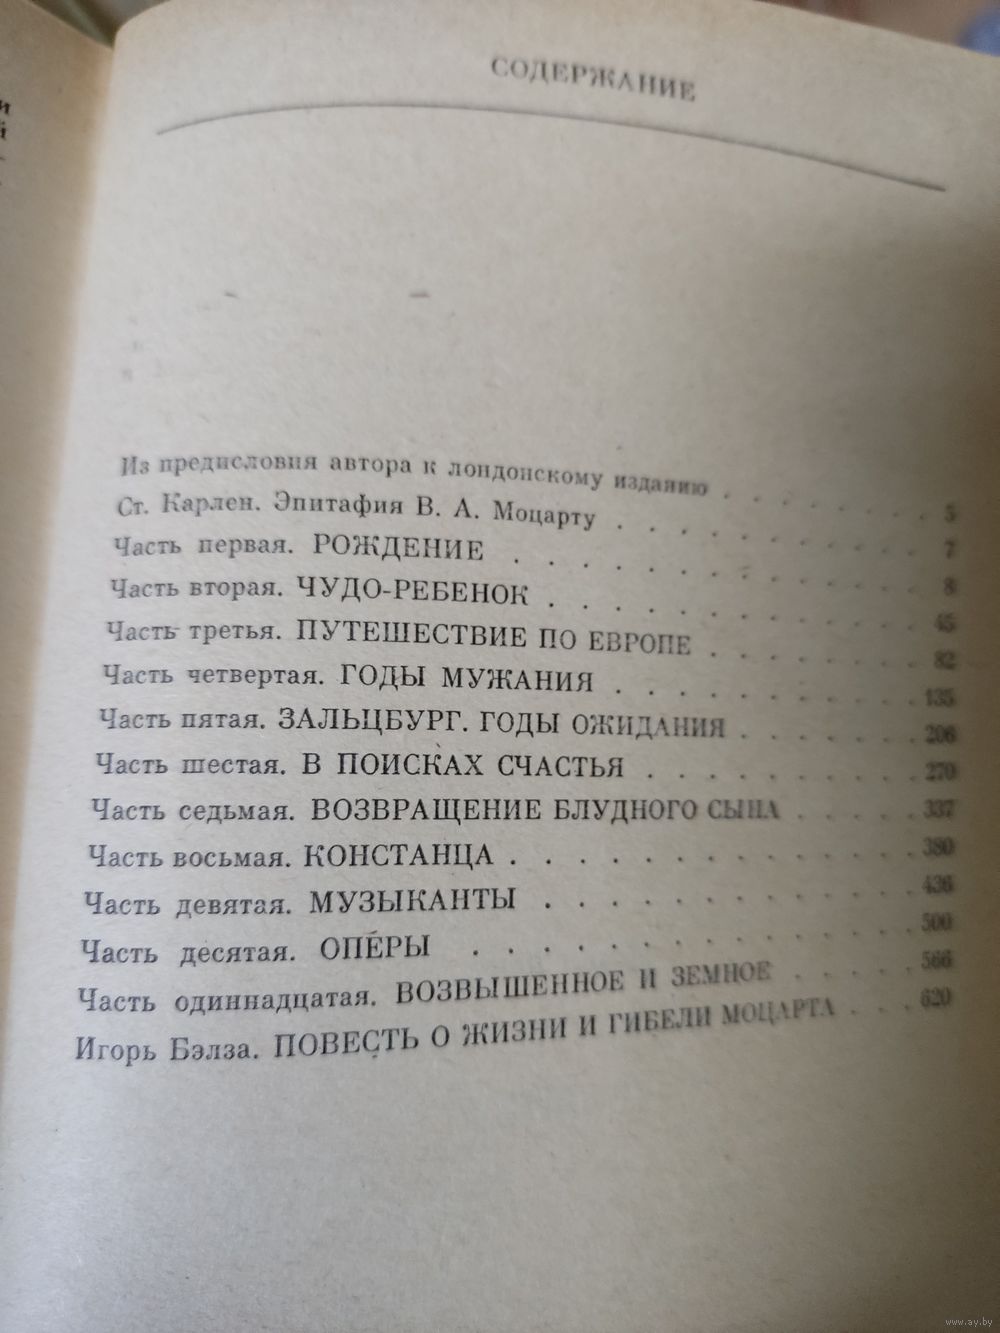 СОДЕРЖАНИЕ
Из предисловия автора к лондонскому изданию . . . . . . . 5
Ст. Карлен. Эпитафия В. А. Моцарту . . . . . . . . . . 7
Часть первая. РОЖДЕНИЕ . . . . . . . . . . . . . 8
Часть вторая. ЧУДО-РЕБЕНОК . . . . . . . . . . . . 45
Часть третья. ПУТЕШЕСТВИЕ ПО ЕВРОПЕ . . . . . . . . 82
Часть четвертая. ГОДЫ МУЖАНИЯ . . . . . . . . . . 135
Часть пятая. ЗАЛЬЦБУРГ. ГОДЫ ОЖИДАНИЯ . . . . . . 206
Часть шестая. В ПОИСКАХ СЧАСТЬЯ . . . . . . . . . 270
Часть седьмая. ВОЗВРАЩЕНИЕ БЛУДНОГО СЫНА . . . . . 337
Часть восьмая. КОНСТАНЦА . . . . . . . . . . . . 380
Часть девятая. МУЗЫКАНТЫ . . . . . . . . . . . 436
Часть десятая. ОПЕРЫ . . . . . . . . . . . . . 500
Часть одиннадцатая. ВОЗВЫШЕННОЕ И ЗЕМНОЕ . . . . 566
Игорь Бэлза. ПОВЕСТЬ О ЖИЗНИ И ГИБЕЛИ МОЦАРТА . . . 620
www.ay.by